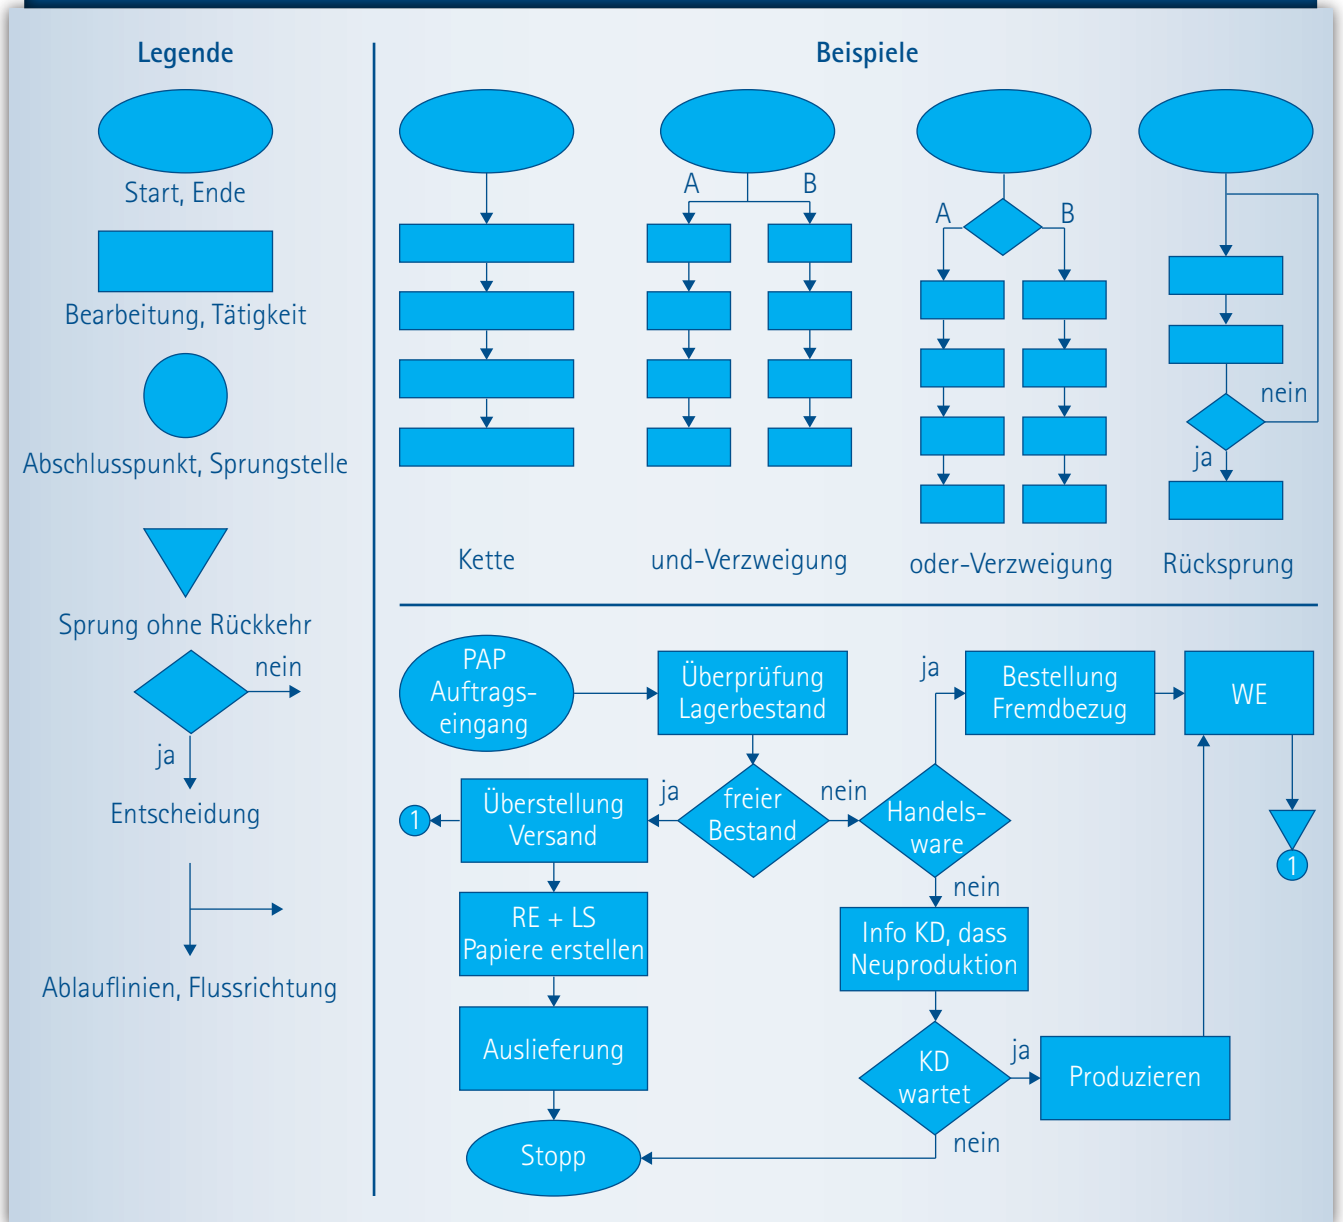 Legende
Start, Ende
Bearbeitung, Tätigkeit
Abschlusspunkt, Sprungstelle
Sprung ohne Rückkehr
nein
ja
Entscheidung
Ablauflinien, Flussrichtung
Beispiele
A
B
A
B
nein
ja
Kette
und-Verzweigung
oder-Verzweigung
Rücksprung
PAP
Auftrags-
eingang
Überprüfung
Lagerbestand
ja
Bestellung
Fremdbezug
WE
1
Überstellung
Versand
ja
freier
Bestand
nein
Handels-
ware
1
nein
RE + LS
Papiere erstellen
Info KD, dass
Neuproduktion
Auslieferung
KD
wartet
ja
Produzieren
nein
Stopp